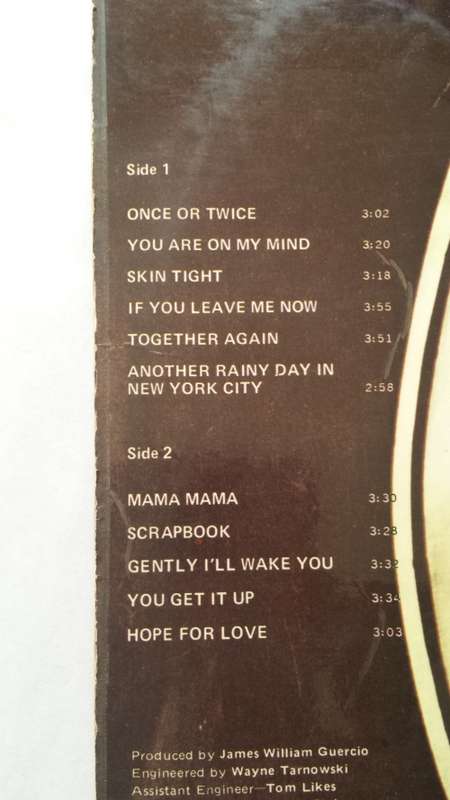 Side 1
ONCE OR TWICE 3:02
YOU ARE ON MY MIND 3:20
SKIN TIGHT 3:18
IF YOU LEAVE ME NOW 3:55
TOGETHER AGAIN 3:51
ANOTHER RAINY DAY IN
NEW YORK CITY 2:58
Side 2
MAMA MAMA 3:30
SCRAPBOOK 3:28
GENTLY I'LL WAKE YOU 3:32
YOU GET IT UP 3:34
HOPE FOR LOVE 3:03
Produced by James William Guercio
Engineered by Wayne Tarnowski
Assistant Engineer—Tom Likes